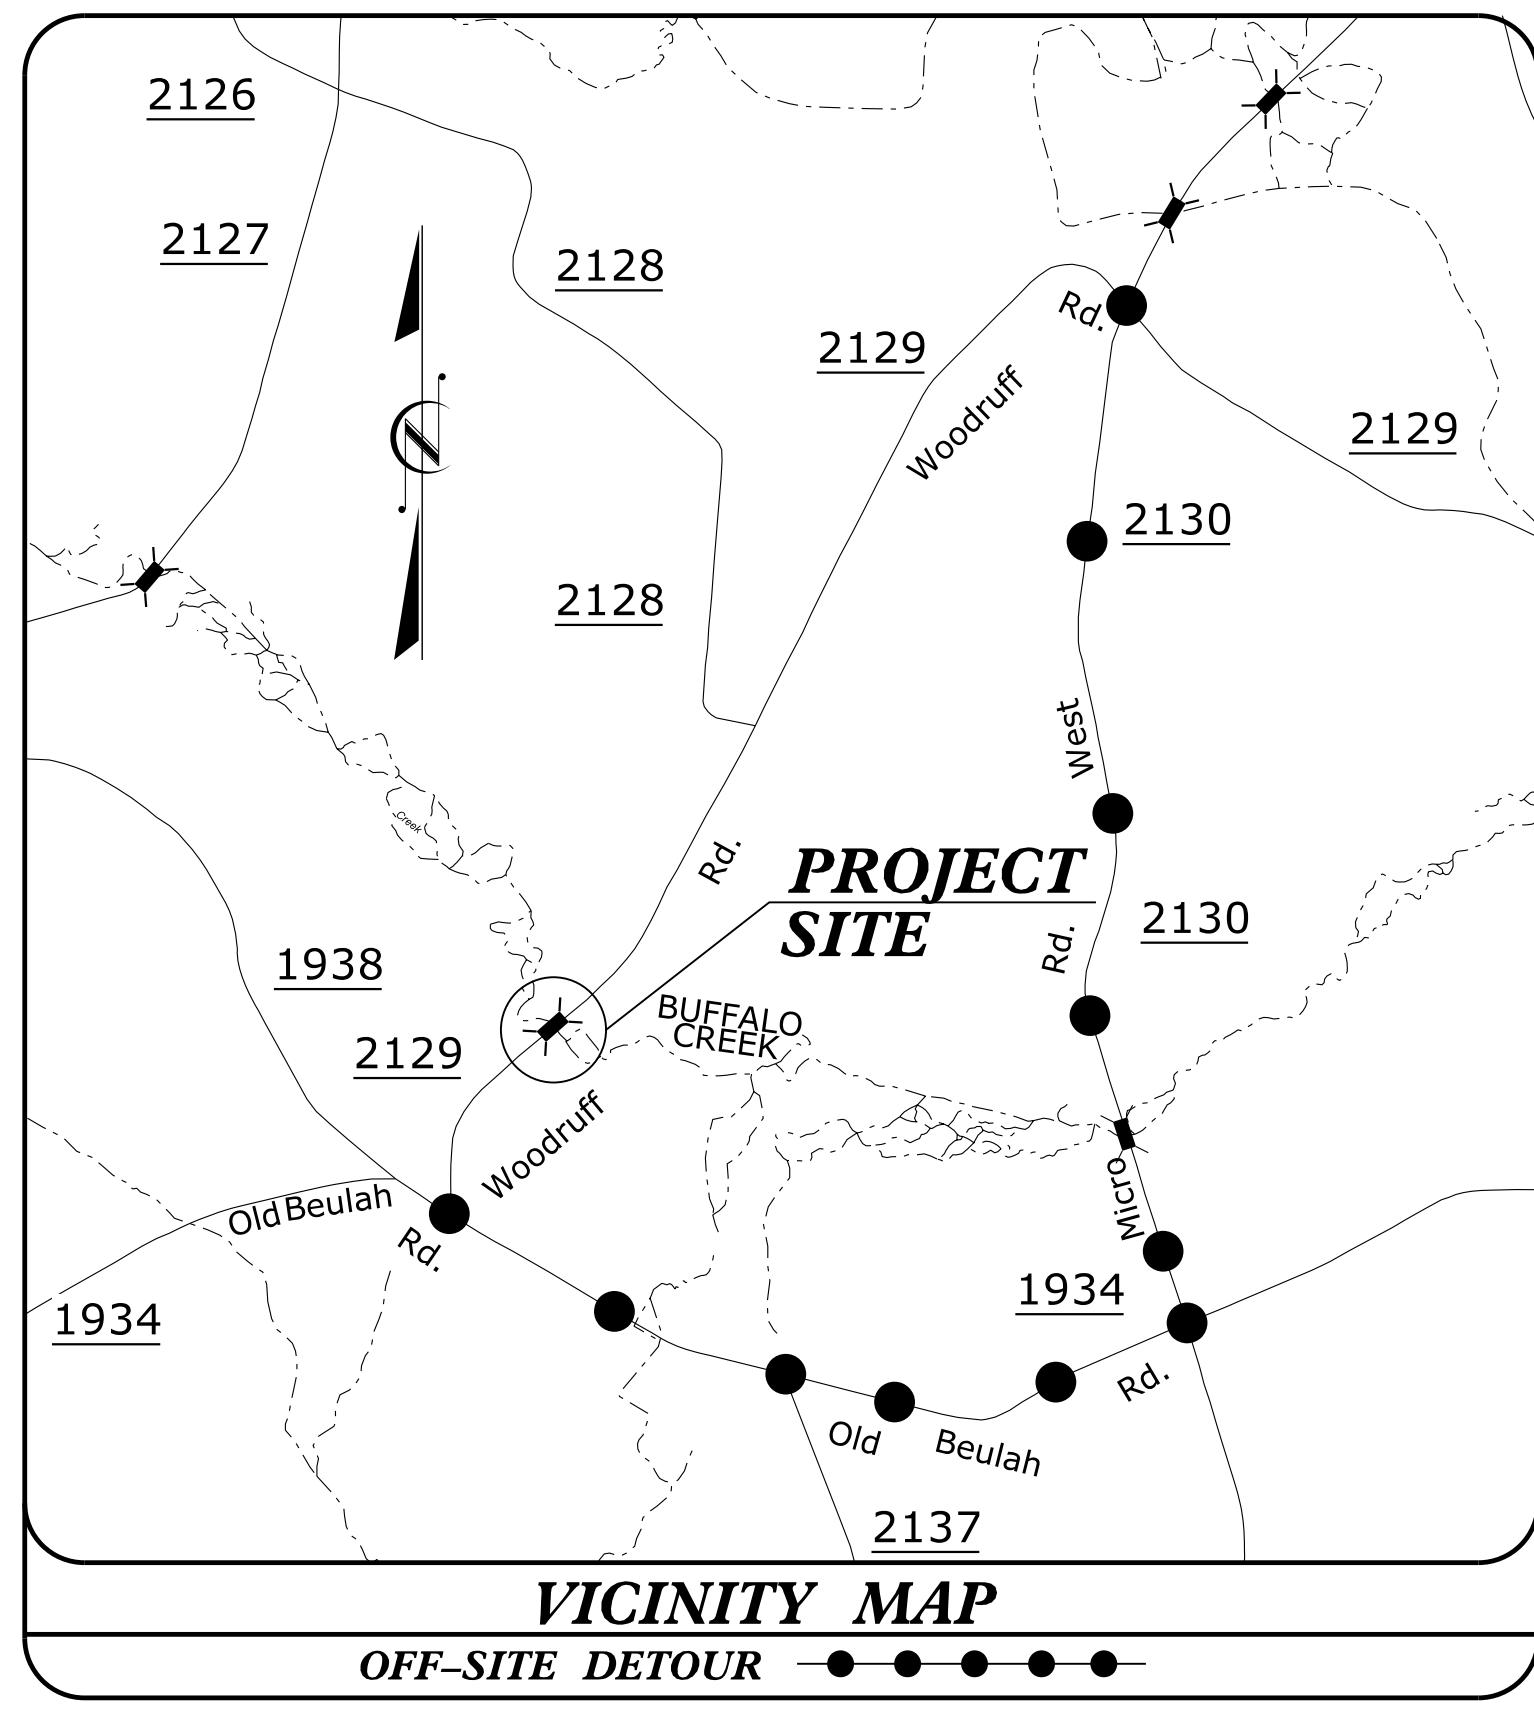 2126
2127
2128
2129
Rd.
Woodruff
2129
2130
2128
West
Rd.
PROJECT
SITE
Creek
2130
Rd.
1938
BUFFALO
CREEK
2129
Woodruff
Micro
Old Beulah
Rd.
1934
1934
Rd.
Old Beulah
2137
N
VICINITY MAP
OFF-SITE DETOUR